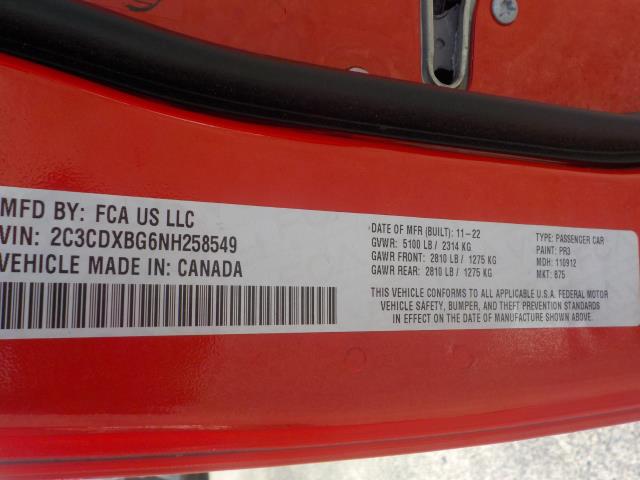 MFD BY: FCA US LLC
VIN: 2C3CDXBG6NH258549
VEHICLE MADE IN: CANADA
DATE OF MFR (BUILT): 11-22
GVWR: 5100 LB / 2314 KG
GAWR FRONT: 2810 LB / 1275 KG
GAWR REAR: 2810 LB / 1275 KG
TYPE: PASSENGER CAR
PAINT: PR3
MDH: 110912
MKT: 875
THIS VEHICLE CONFORMS TO ALL APPLICABLE U.S.A. FEDERAL MOTOR
VEHICLE SAFETY, BUMPER, AND THEFT PREVENTION STANDARDS
IN EFFECT ON THE DATE OF MANUFACTURE SHOWN ABOVE.